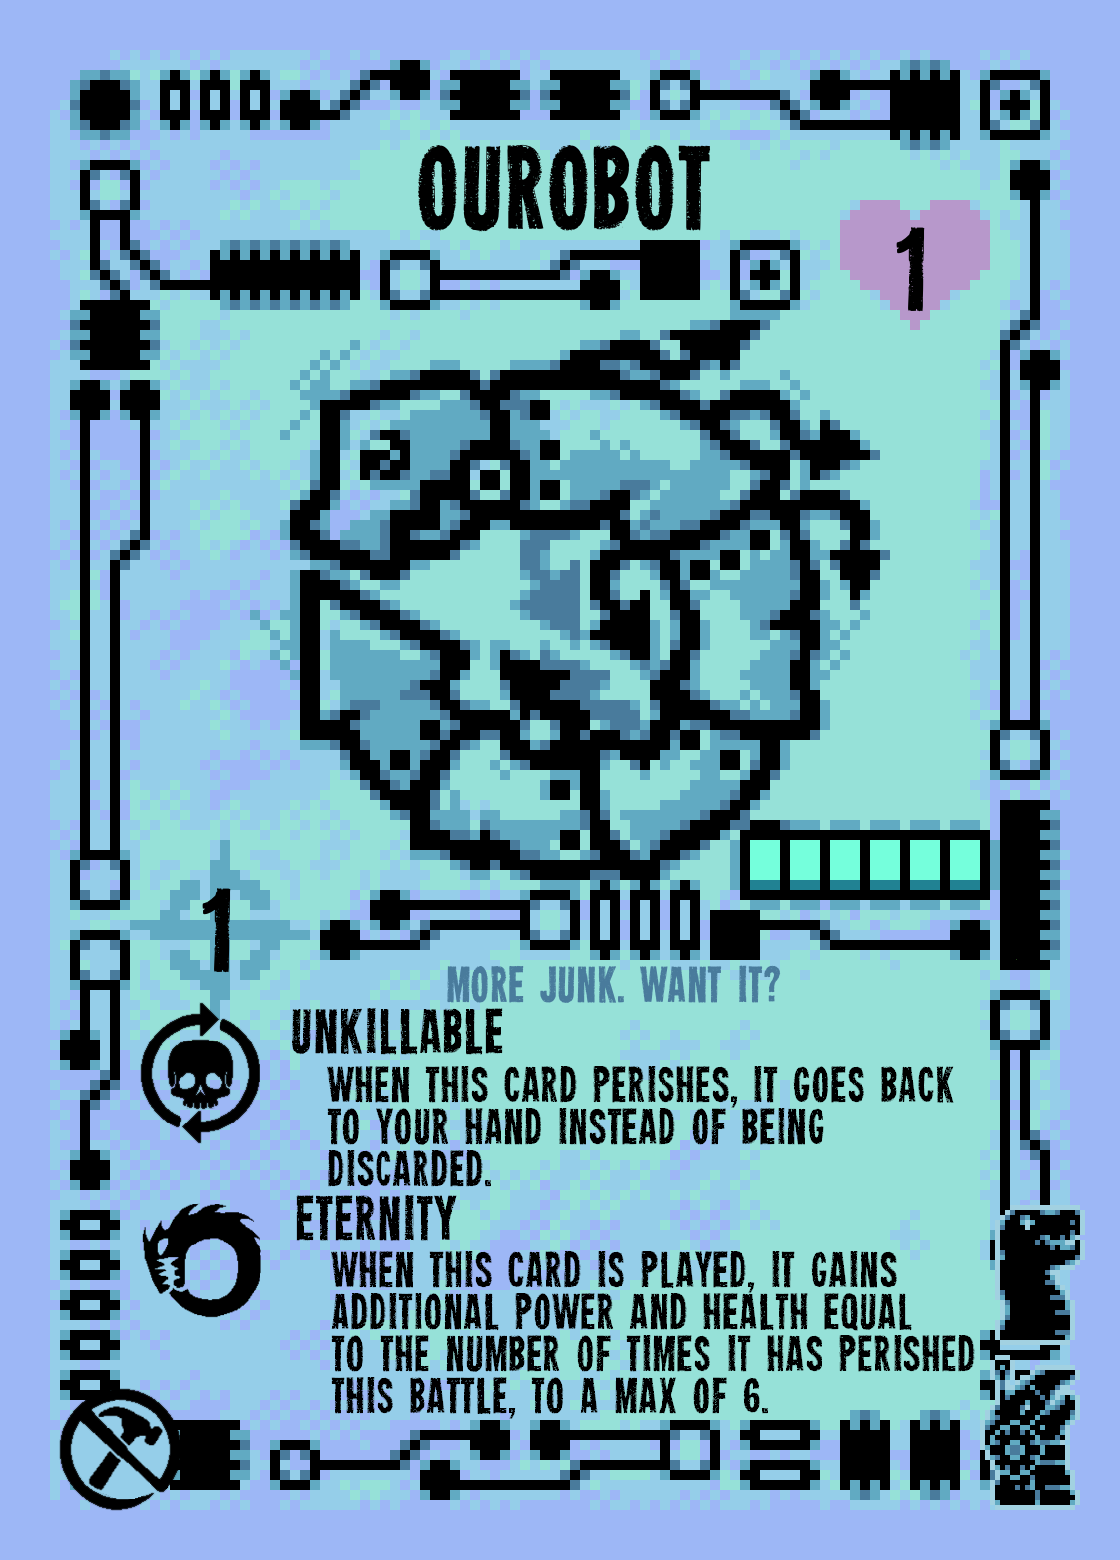 OUROBOT
1
1
MORE JUNK. WANT IT?
UNKILLABLE
WHEN THIS CARD PERISHES, IT GOES BACK
TO YOUR HAND INSTEAD OF BEING
DISCARDED.
ETERNITY
WHEN THIS CARD IS PLAYED, IT GAINS
ADDITIONAL POWER AND HEALTH EQUAL
TO THE NUMBER OF TIMES IT HAS PERISHED
THIS BATTLE, TO A MAX OF 6.